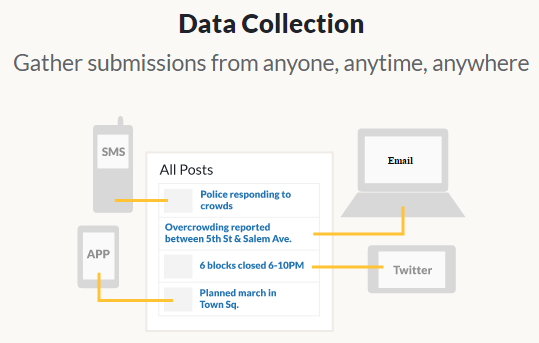 Data Collection
Gather submissions from anyone, anytime, anywhere
SMS
All Posts
Police responding to
crowds
Overcrowding reported
between 5th St & Salem Ave.
6 blocks closed 6-10PM
Planned march in
Town Sq.
APP
Email
Twitter